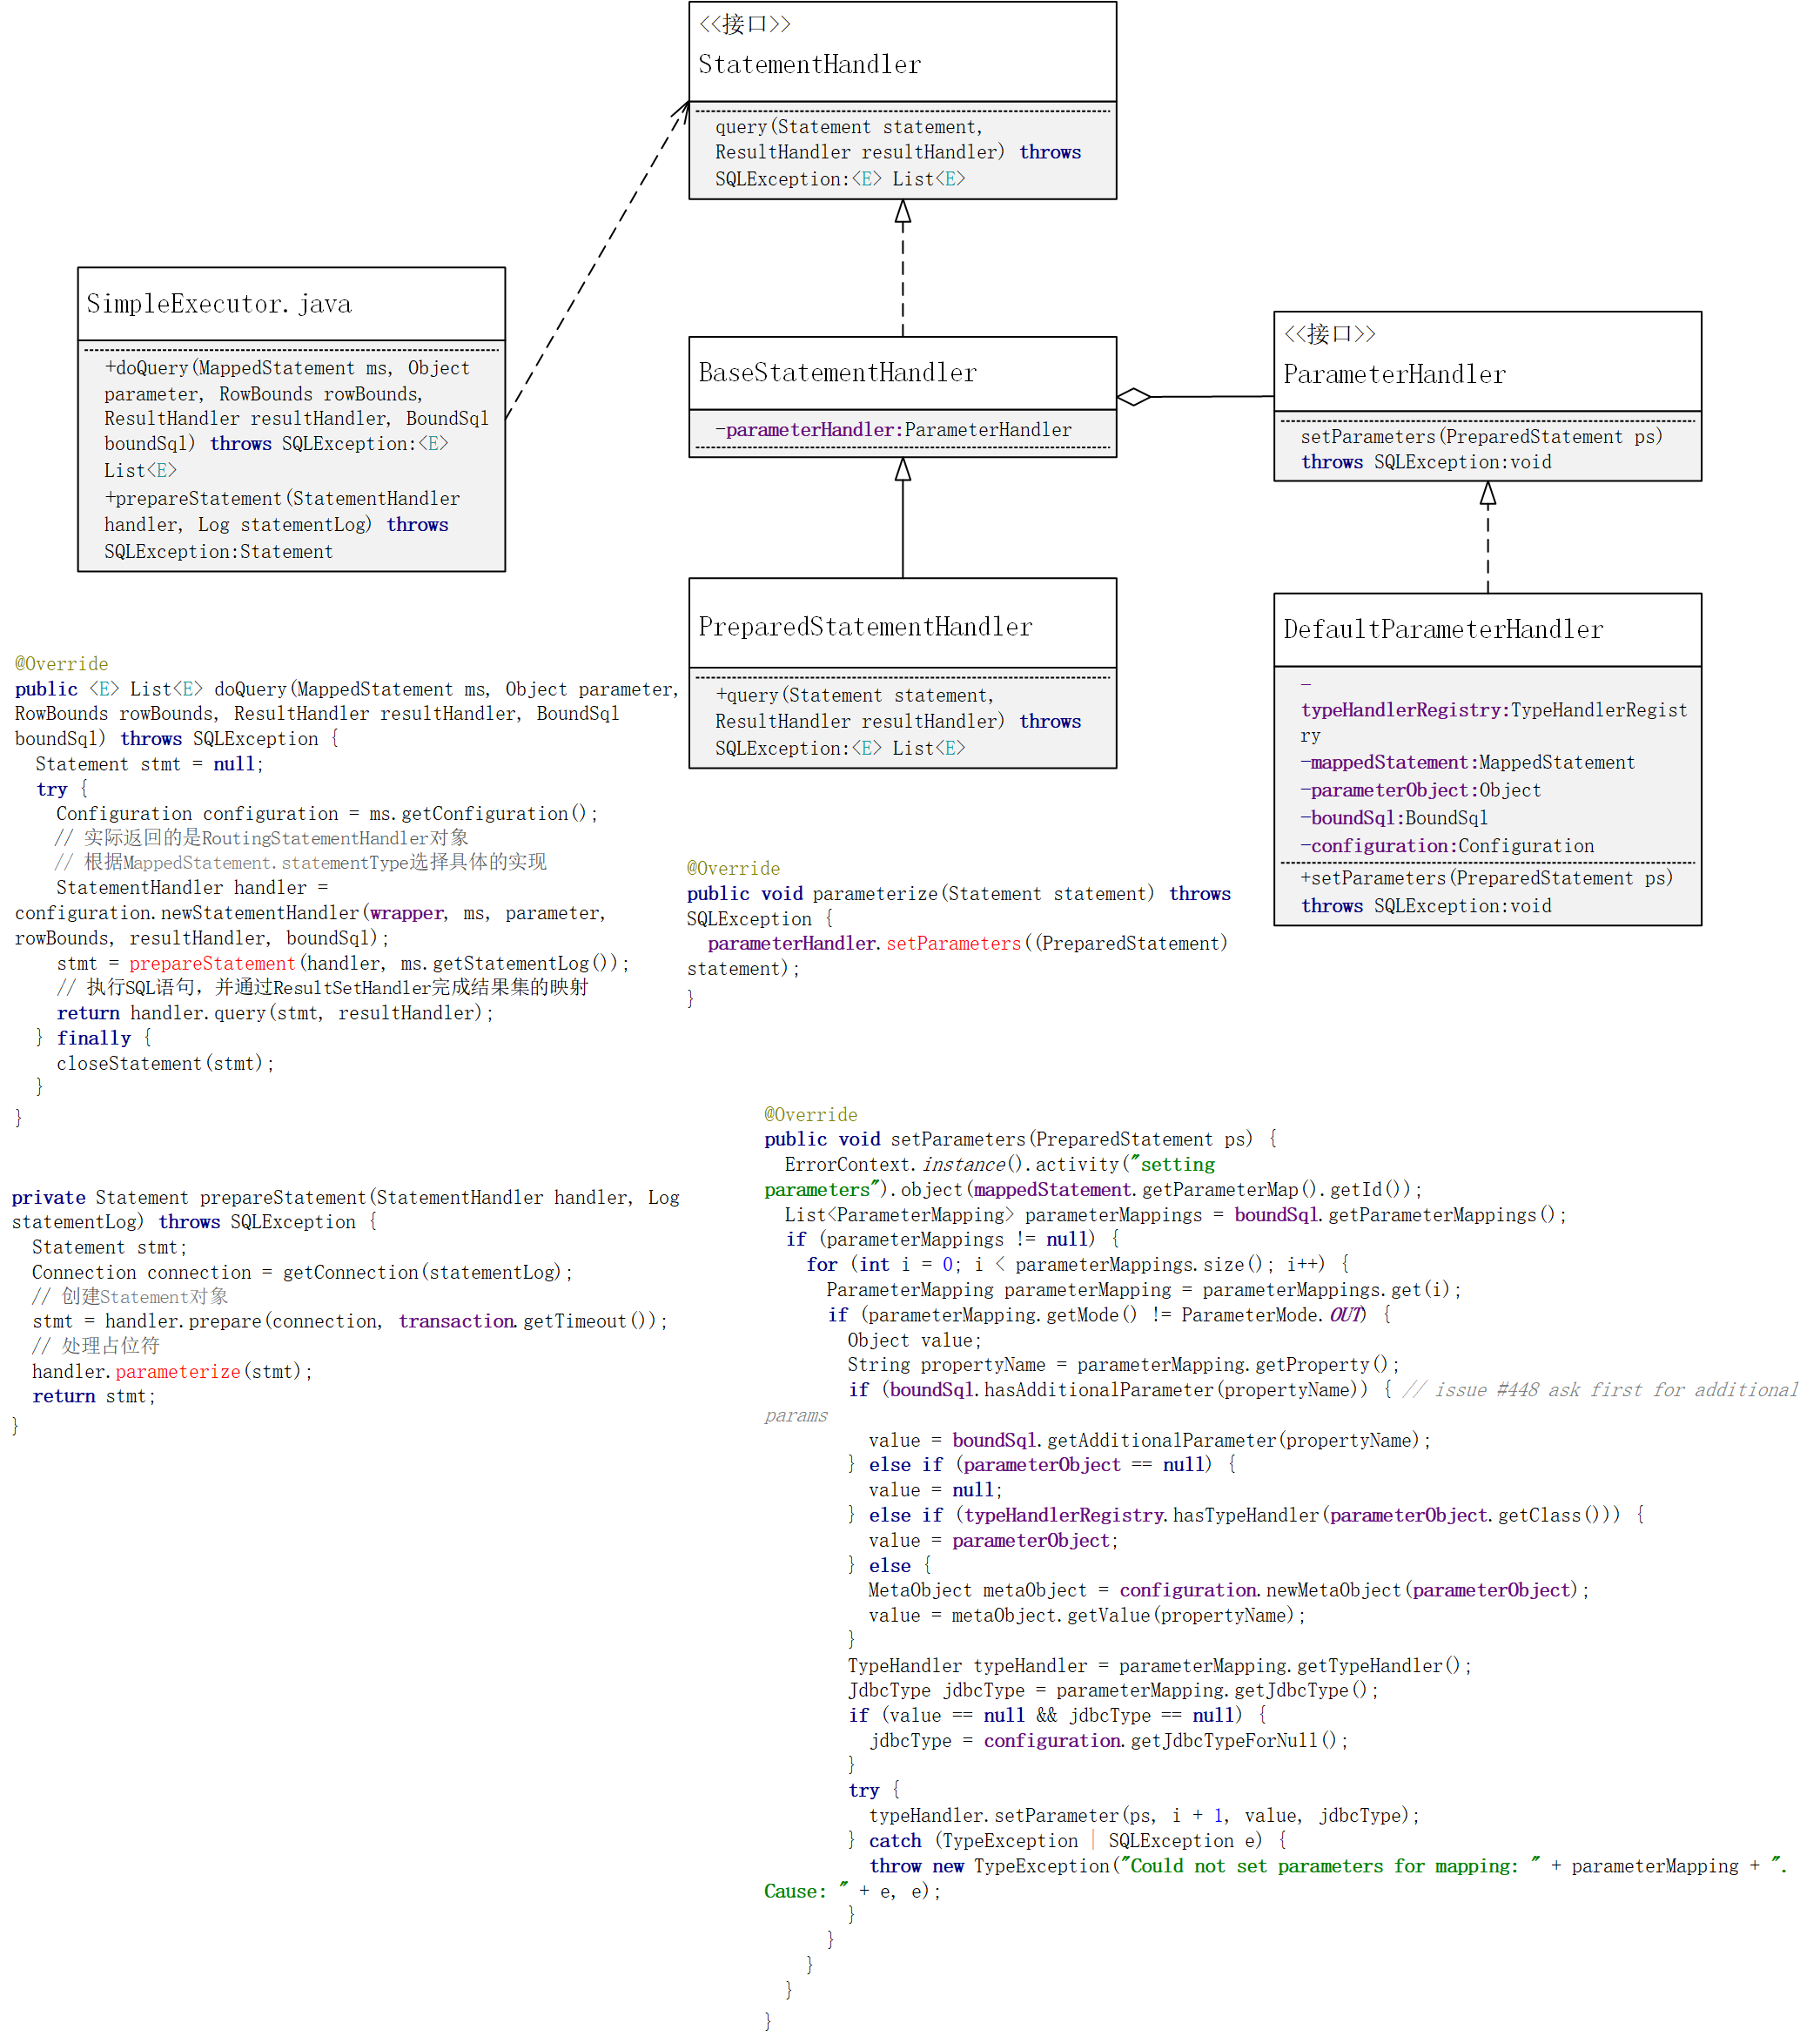 <<接口>>
StatementHandler
query(Statement statement,
ResultHandler resultHandler) throws
SQLException:<E> List<E>
SimpleExecutor.java
+doQuery(MappedStatement ms, Object
parameter, RowBounds rowBounds,
ResultHandler resultHandler, BoundSql
boundSql) throws SQLException:<E>
List<E>
+prepareStatement(StatementHandler
handler, Log statementLog) throws
SQLException:Statement
BaseStatementHandler
-parameterHandler:ParameterHandler
<<接口>>
ParameterHandler
setParameters(PreparedStatement ps)
throws SQLException:void
PreparedStatementHandler
+query(Statement statement,
ResultHandler resultHandler) throws
SQLException:<E> List<E>
DefaultParameterHandler
-
typeHandlerRegistry:TypeHandlerRegist
ry
-mappedStatement:MappedStatement
-parameterObject:Object
-boundSql:BoundSql
-configuration:Configuration
+setParameters(PreparedStatement ps)
throws SQLException:void
@Override
public <E> List<E> doQuery(MappedStatement ms, Object parameter,
RowBounds rowBounds, ResultHandler resultHandler, BoundSql
boundSql) throws SQLException {
Statement stmt = null;
try {
Configuration configuration = ms.getConfiguration();
// 实际返回的是RoutingStatementHandler对象
// 根据MappedStatement.statementType选择具体的实现
StatementHandler handler =
configuration.newStatementHandler(wrapper, ms, parameter,
rowBounds, resultHandler, boundSql);
stmt = prepareStatement(handler, ms.getStatementLog());
// 执行SQL语句，并通过ResultSetHandler完成结果集的映射
return handler.query(stmt, resultHandler);
} finally {
closeStatement(stmt);
}
}
private Statement prepareStatement(StatementHandler handler, Log
statementLog) throws SQLException {
Statement stmt;
Connection connection = getConnection(statementLog);
// 创建Statement对象
stmt = handler.prepare(connection, transaction.getTimeout());
// 处理占位符
handler.parameterize(stmt);
return stmt;
}
@Override
public void parameterize(Statement statement) throws
SQLException {
parameterHandler.setParameters((PreparedStatement)
statement);
}
@Override
public void setParameters(PreparedStatement ps) {
ErrorContext.instance().activity("setting
parameters").object(mappedStatement.getParameterMap().getId());
List<ParameterMapping> parameterMappings = boundSql.getParameterMappings();
if (parameterMappings != null) {
for (int i = 0; i < parameterMappings.size(); i++) {
ParameterMapping parameterMapping = parameterMappings.get(i);
if (parameterMapping.getMode() != ParameterMode.OUT) {
Object value;
String propertyName = parameterMapping.getProperty();
if (boundSql.hasAdditionalParameter(propertyName)) { // issue #448 ask first for additional
params
value = boundSql.getAdditionalParameter(propertyName);
} else if (parameterObject == null) {
value = null;
} else if (typeHandlerRegistry.hasTypeHandler(parameterObject.getClass())) {
value = parameterObject;
} else {
MetaObject metaObject = configuration.newMetaObject(parameterObject);
value = metaObject.getValue(propertyName);
}
TypeHandler typeHandler = parameterMapping.getTypeHandler();
JdbcType jdbcType = parameterMapping.getJdbcType();
if (value == null && jdbcType == null) {
jdbcType = configuration.getJdbcTypeForNull();
}
try {
typeHandler.setParameter(ps, i + 1, value, jdbcType);
} catch (TypeException | SQLException e) {
throw new TypeException("Could not set parameters for mapping: " + parameterMapping + ".
Cause: " + e, e);
}
}
}
}
}